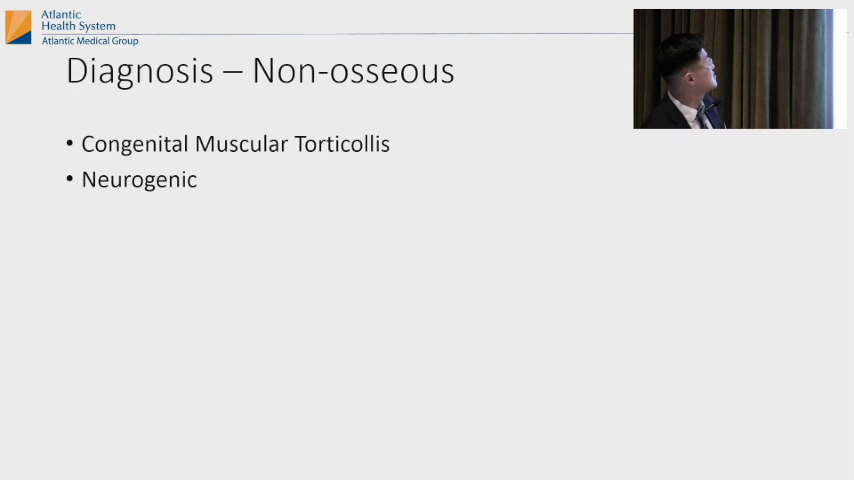 Atlantic
Health System
Atlantic Medical Group
Diagnosis – Non-osseous
• Congenital Muscular Torticollis
• Neurogenic